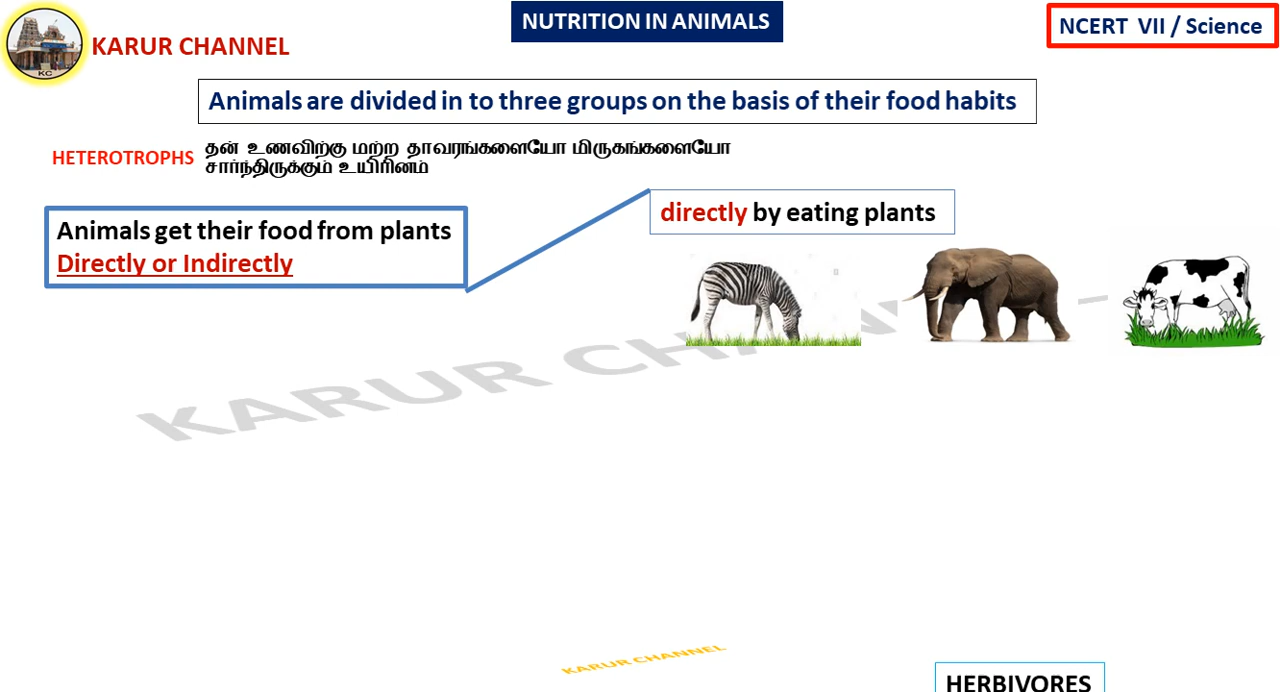 NUTRITION IN ANIMALS
NCERT VII / Science
KARUR CHANNEL
KC
Animals are divided in to three groups on the basis of their food habits
HETEROTROPHS
தன் உணவிற்கு மற்ற தாவரங்களையோ மிருகங்களையோ
சார்ந்திருக்கும் உயிரினம்
directly by eating plants
Animals get their food from plants
Directly or Indirectly
KARUR CHANNEL
KARUR CHANNEL
HERBIVORES